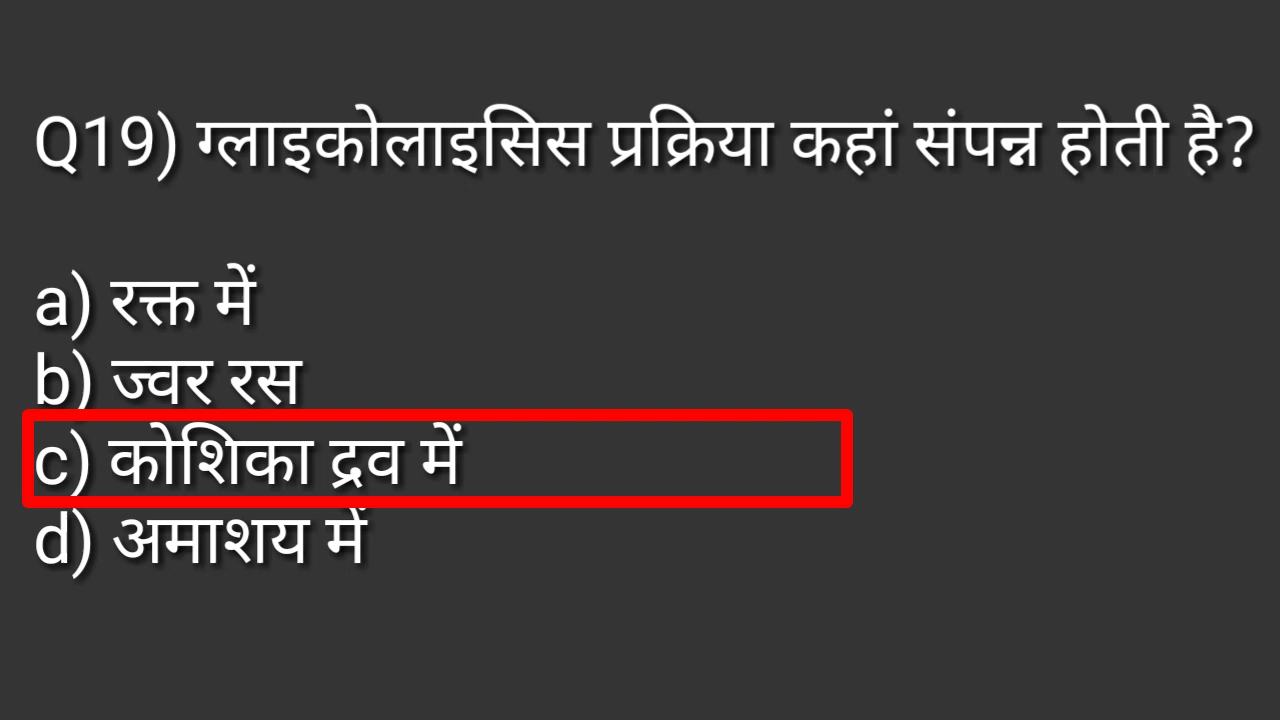 Q19) ग्लाइकोलाइसिस प्रक्रिया कहां संपन्न होती है?
a) रक्त में
b) ज्वर रस
c) कोशिका द्रव में
d) अमाशय में